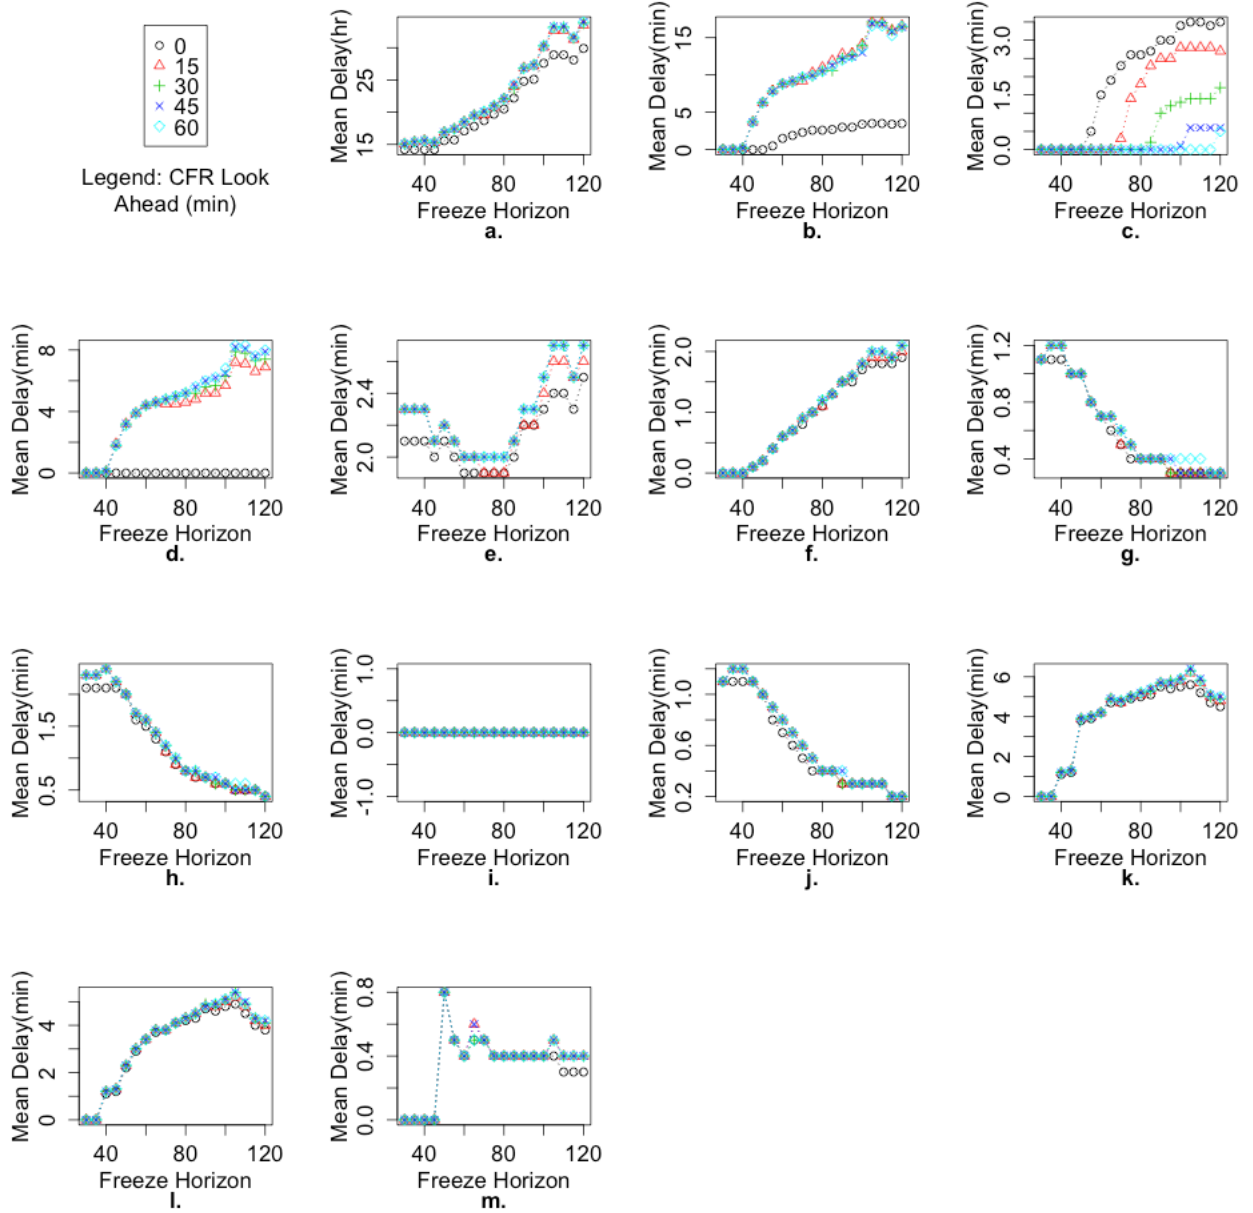 0
15
30
45
60
Legend: CFR Look
Ahead (min)
Mean Delay(hr)
15 25
40 80 120
Freeze Horizon
a.
Mean Delay(min)
0 5 15
40 80 120
Freeze Horizon
b.
Mean Delay(min)
0.0 1.5 3.0
40 80 120
Freeze Horizon
c.
Mean Delay(min)
0 4 8
40 80 120
Freeze Horizon
d.
Mean Delay(min)
2.0 2.4
40 80 120
Freeze Horizon
e.
Mean Delay(min)
0.0 1.0 2.0
40 80 120
Freeze Horizon
f.
Mean Delay(min)
0.4 0.8 1.2
40 80 120
Freeze Horizon
g.
Mean Delay(min)
0.5 1.5
40 80 120
Freeze Horizon
h.
Mean Delay(min)
-1.0 0.0 1.0
40 80 120
Freeze Horizon
i.
Mean Delay(min)
0.2 0.6 1.0
40 80 120
Freeze Horizon
j.
Mean Delay(min)
0 2 4 6
40 80 120
Freeze Horizon
k.
Mean Delay(min)
0 2 4
40 80 120
Freeze Horizon
l.
Mean Delay(min)
0.0 0.4 0.8
40 80 120
Freeze Horizon
m.